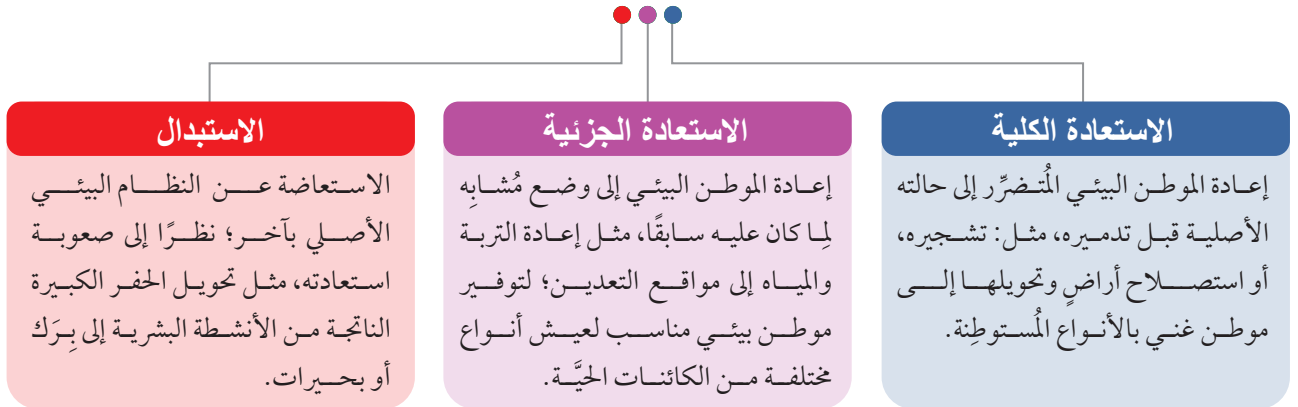 الاستعادة الكلية
إعادة الموطن البيئي المُتضرِّر إلى حالته
الأصلية قبل تدميره، مثل: تشجيره،
أو استصلاح أراضٍ وتحويلها إلى
موطن غني بالأنواع المُستوطِنة.
الاستعادة الجزئية
إعادة الموطن البيئي إلى وضع مُشابِه
لِما كان عليه سابقًا، مثل إعادة التربة
والمياه إلى مواقع التعدين؛ لتوفير
موطن بيئي مناسب لعيش أنواع
مختلفة من الكائنات الحيَّة.
الاستبدال
الاستعاضة عن النظام البيئي
الأصلي بآخر؛ نظرًا إلى صعوبة
استعادته، مثل تحويل الحفر الكبيرة
الناتجة من الأنشطة البشرية إلى بِرَك
أو بحيرات.